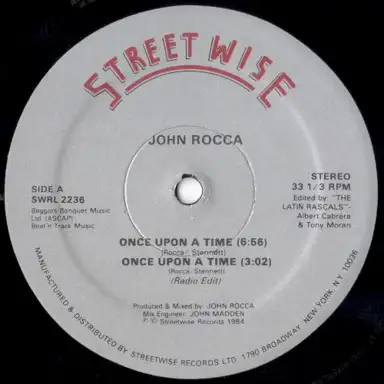 STREET WISE
JOHN ROCCA
SIDE A
SWRL 2236
Beggars Banquet Music
Ltd (ASCAP)
Beat'n Track Music
STEREO
33 1/3 RPM
Edited by: "THE
LATIN RASCALS"-
Albert Cabrera
& Tony Moran
ONCE UPON A TIME (6:56)
(Rocca: Stennett)
ONCE UPON A TIME (3:02)
(Rocca: Stennett)
(Radio Edit)
Produced & Mixed by: JOHN ROCCA
Mix Engineer: JOHN MADDEN
P © Streetwise Records 1984
MANUFACTURED & DISTRIBUTED BY STREETWISE RECORDS LTD. 1790 BROADWAY, NEW YORK, N.Y. 10036